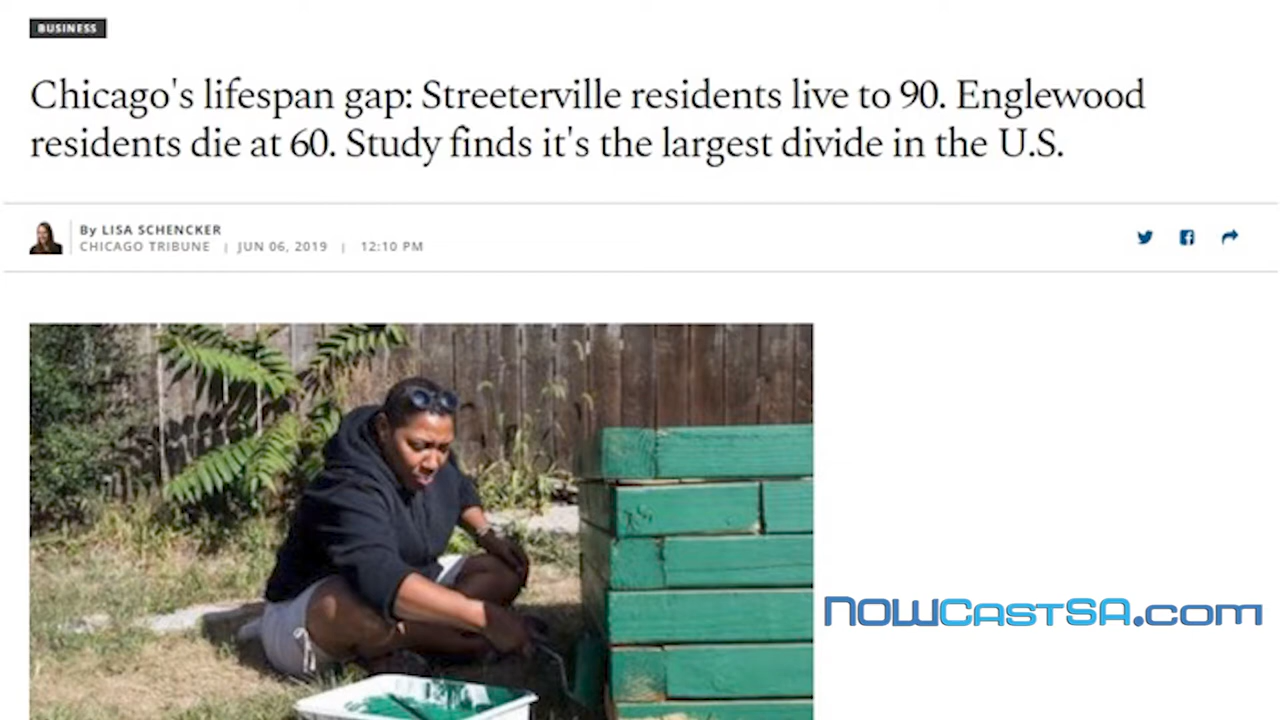 BUSINESS
Chicago's lifespan gap: Streeterville residents live to 90. Englewood
residents die at 60. Study finds it's the largest divide in the U.S.
By LISA SCHENCKER
CHICAGO TRIBUNE | JUN 06, 2019 | 12:10 PM
NOWCASTSA.COM